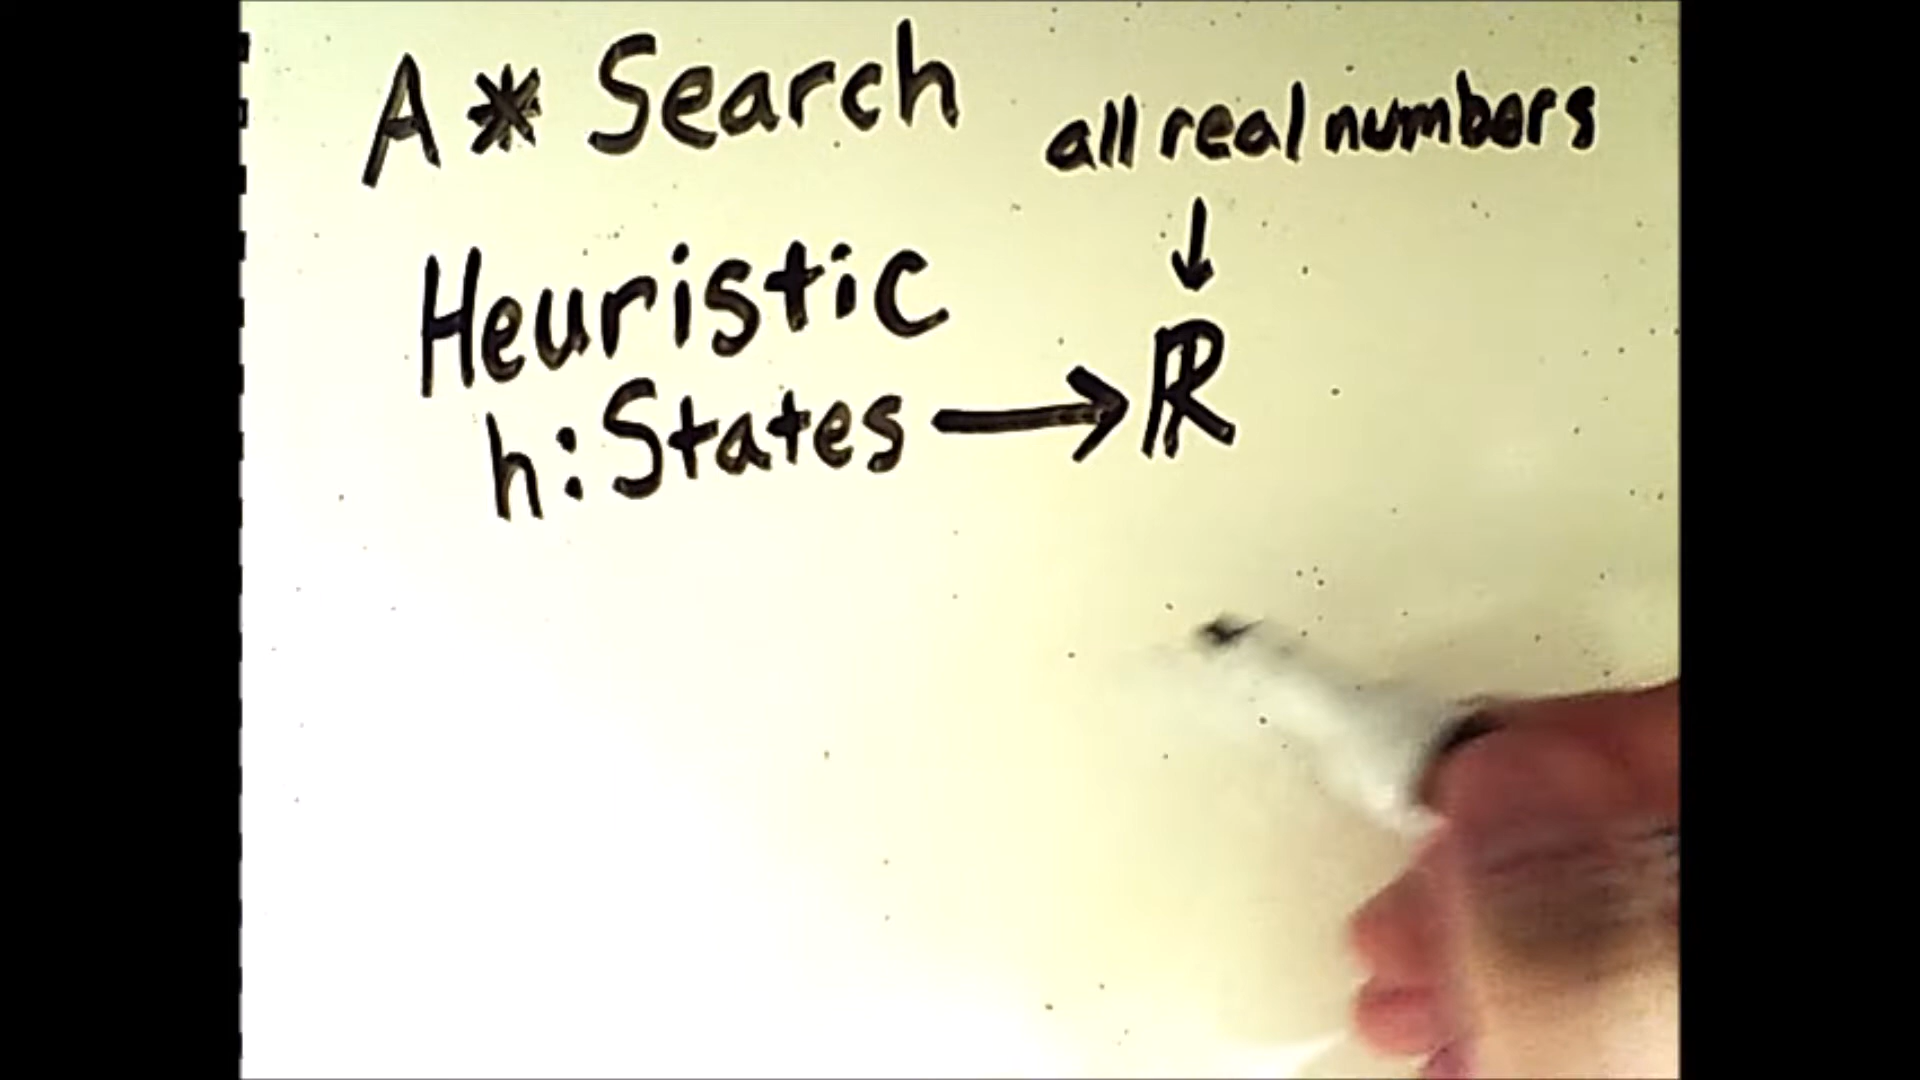 A* Search
all real numbers
↓
Heuristic
h: States → ℝ